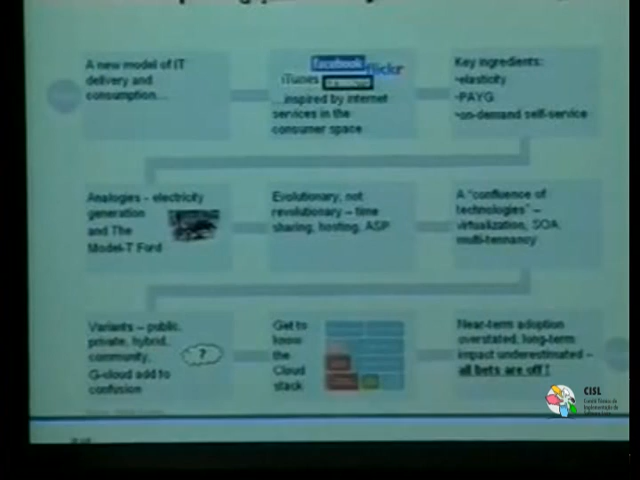 A new model of IT
delivery and
consumption...
facebook
flickr
iTunes
...inspired by internet
services in the
consumer space
Key ingredients:
-elasticity
-PAYG
-on-demand self-service
Analogies - electricity
generation
and The
Model-T Ford
Evolutionary, not
revolutionary – time
sharing, hosting, ASP
A "confluence of
technologies" –
virtualization, SOA,
multi-tennancy
Variants – public,
private, hybrid,
community,
G-cloud add to
confusion
?
Get to
know
the
Cloud
stack
Near-term adoption
overstated, long-term
impact underestimated –
all bets are off !
CISL